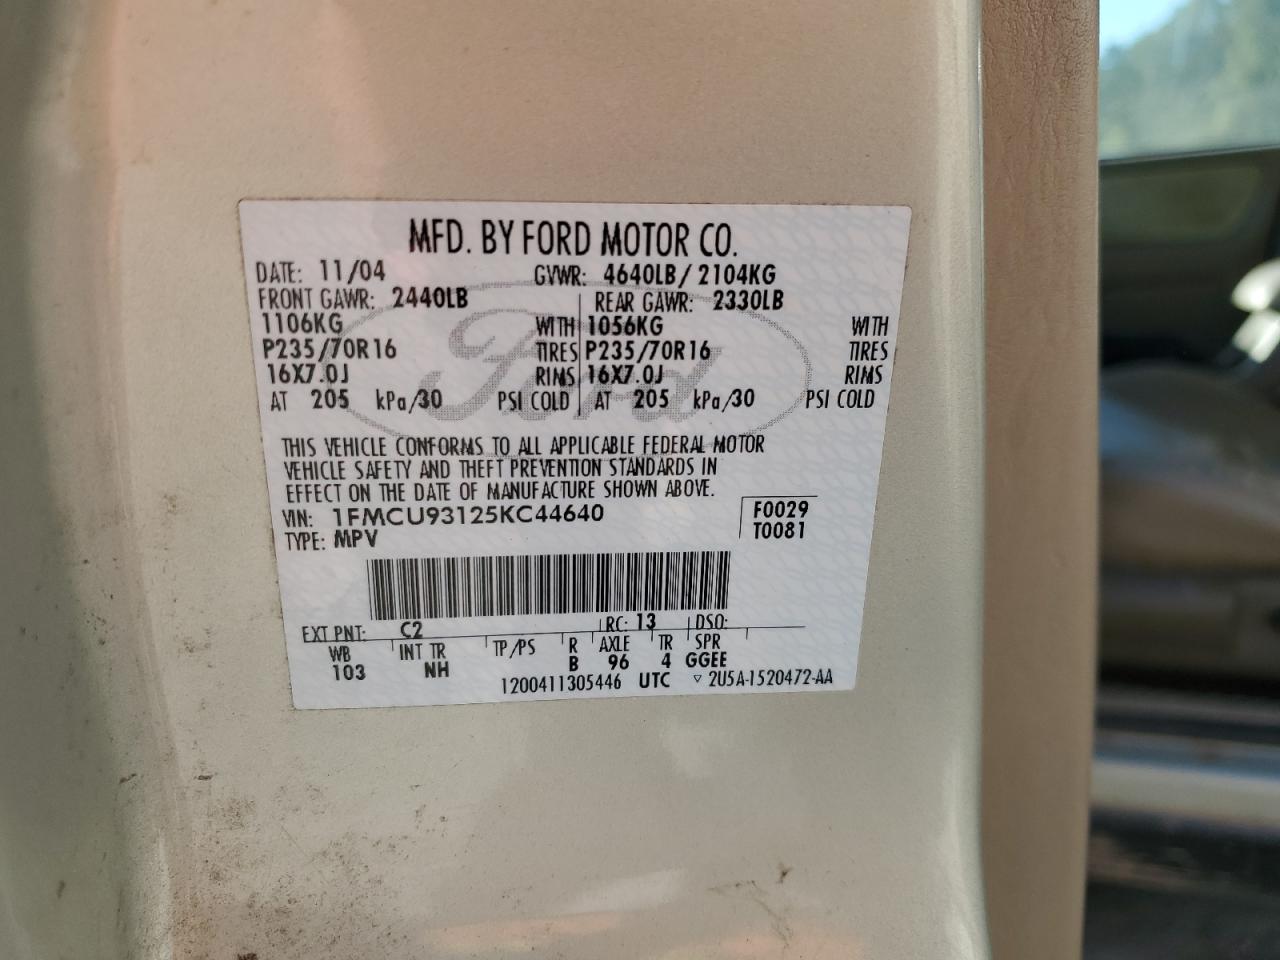 MFD. BY FORD MOTOR CO.
DATE: 11/04 GVWR: 4640LB/ 2104KG
FRONT GAWR: 2440LB REAR GAWR: 2330LB
1106KG WITH 1056KG WITH
P235/70R16 TIRES P235/70R16 TIRES
16X7.0J RIMS 16X7.0J RIMS
AT 205 kPa/30 PSI COLD AT 205 kPa/30 PSI COLD
Ford
THIS VEHICLE CONFORMS TO ALL APPLICABLE FEDERAL MOTOR
VEHICLE SAFETY AND THEFT PREVENTION STANDARDS IN
EFFECT ON THE DATE OF MANUFACTURE SHOWN ABOVE.
VIN: 1FMCU93125KC44640 F0029
TYPE: MPV T0081
EXT PNT: C2 RC: 13 DSO:
WB INT TR TP/PS R AXLE TR SPR
103 NH B 96 4 GGEE
1200411305446 UTC ▽ 2U5A-1520472-AA